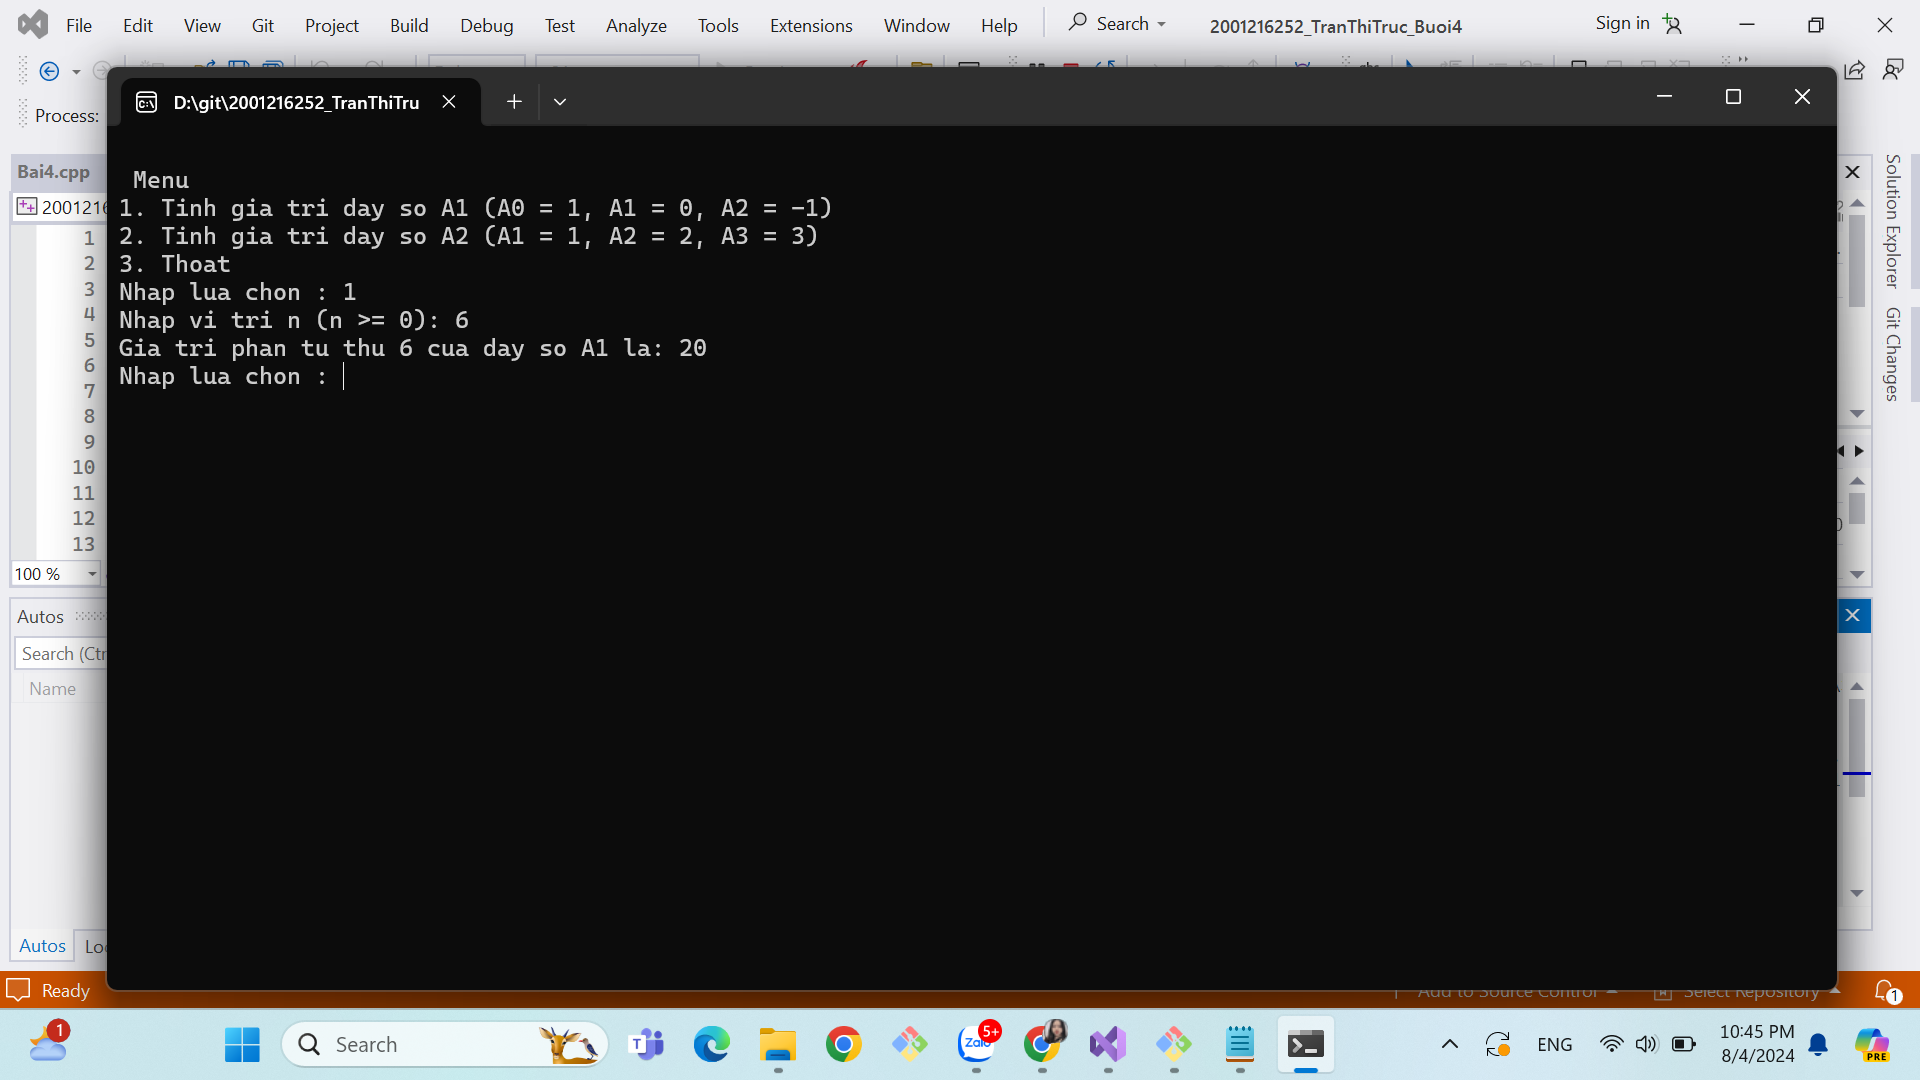 File Edit View Git Project Build Debug Test Analyze Tools Extensions Window Help Search 2001216252_TranThiTruc_Buoi4 Sign in
Process:
D:\git\2001216252_TranThiTru
Bai4.cpp
2001216
1
2
3
4
5
6
7
8
9
10
11
12
13
100 %
Autos
Search (Ctr
Name
Autos Loc
Menu
1. Tinh gia tri day so A1 (A0 = 1, A1 = 0, A2 = -1)
2. Tinh gia tri day so A2 (A1 = 1, A2 = 2, A3 = 3)
3. Thoat
Nhap lua chon : 1
Nhap vi tri n (n >= 0): 6
Gia tri phan tu thu 6 cua day so A1 la: 20
Nhap lua chon :
Solution Explorer
Git Changes
Ready
Add to Source Control Select Repository
1
1
Search
5+
Zalo
ENG
10:45 PM
8/4/2024
PRE